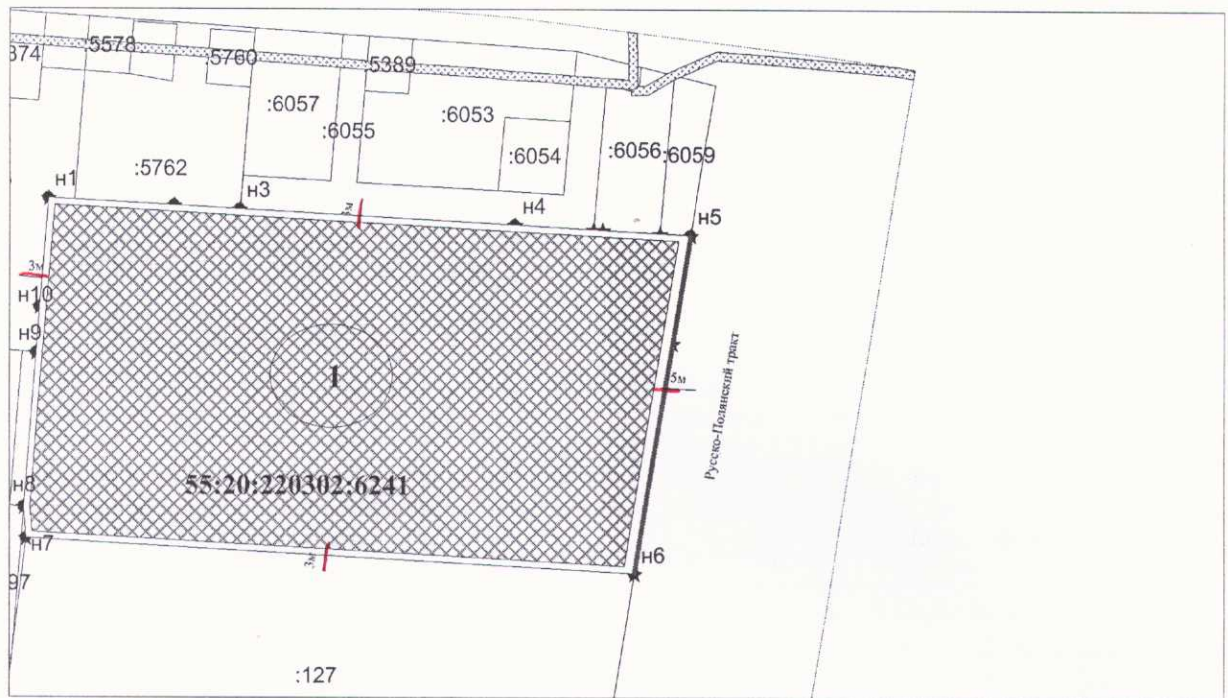 :5578
:5760
374
:5389
:6057
:6053
:6055
:6054
:6056
:6059
:5762
н1
н3
н4
н5
3м
3м
н10
н9
1
5м
Русско-Полянский тракт
н8
55:20:220302:6241
н7
3м
н6
97
:127